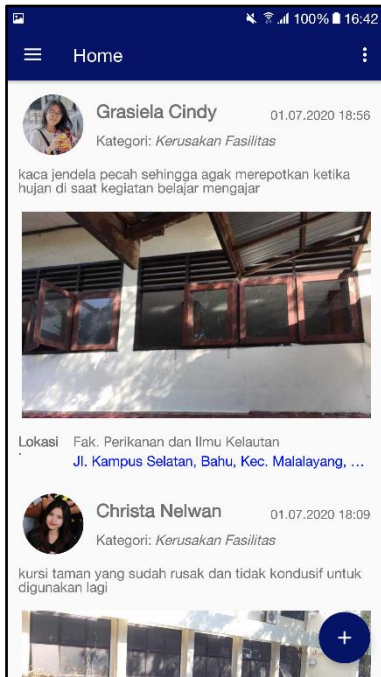 100% 16:42
Home
Grasiela Cindy
01.07.2020 18:56
Kategori: Kerusakan Fasilitas
kaca jendela pecah sehingga agak merepotkan ketika
hujan di saat kegiatan belajar mengajar
Lokasi Fak. Perikanan dan Ilmu Kelautan
. Jl. Kampus Selatan, Bahu, Kec. Malalayang, ...
Christa Nelwan
01.07.2020 18:09
Kategori: Kerusakan Fasilitas
kursi taman yang sudah rusak dan tidak kondusif untuk
digunakan lagi
+